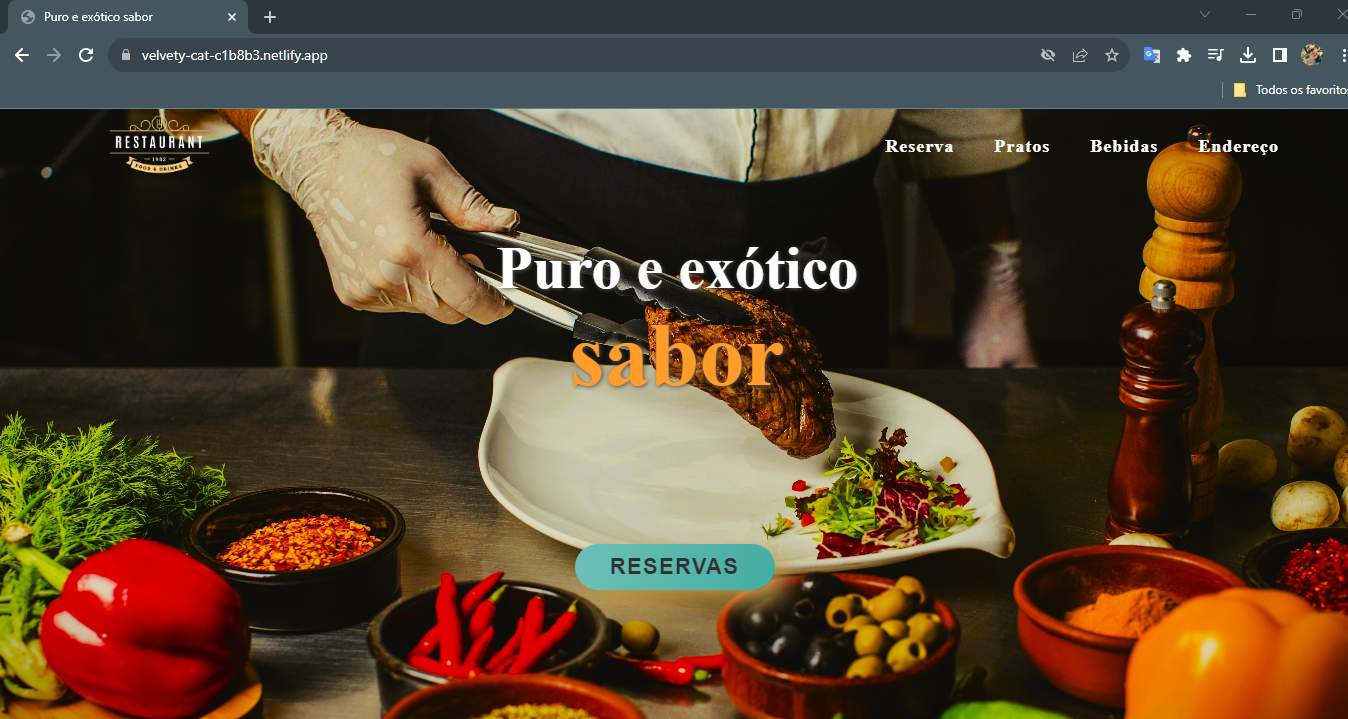 Puro e exótico sabor
velvety-cat-c1b8b3.netlify.app
Todos os favoritos
RESTAURANT
1982
FOOD & DRINKS
Reserva
Pratos
Bebidas
Endereço
Puro e exótico
sabor
RESERVAS